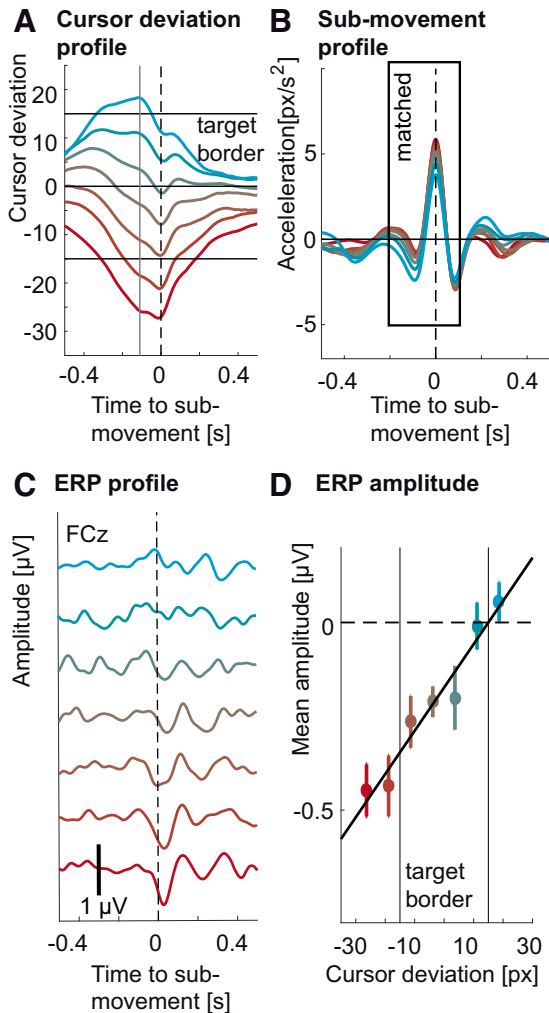 A Cursor deviation
profile
Cursor deviation
20
10
0
-10
-20
-30
target
border
-0.4
0
0.4
Time to sub-
movement [s]
B Sub-movement
profile
Acceleleration[px/s²]
5
0
-5
matched
-0.4
0
0.4
Time to sub-
movement [s]
C ERP profile
FCz
Amplitude [µV]
1 µV
-0.4
0
0.4
Time to sub-
movement [s]
D ERP amplitude
Mean amplitude [µV]
0
-0.5
target
border
-30
-10
10
30
Cursor deviation [px]